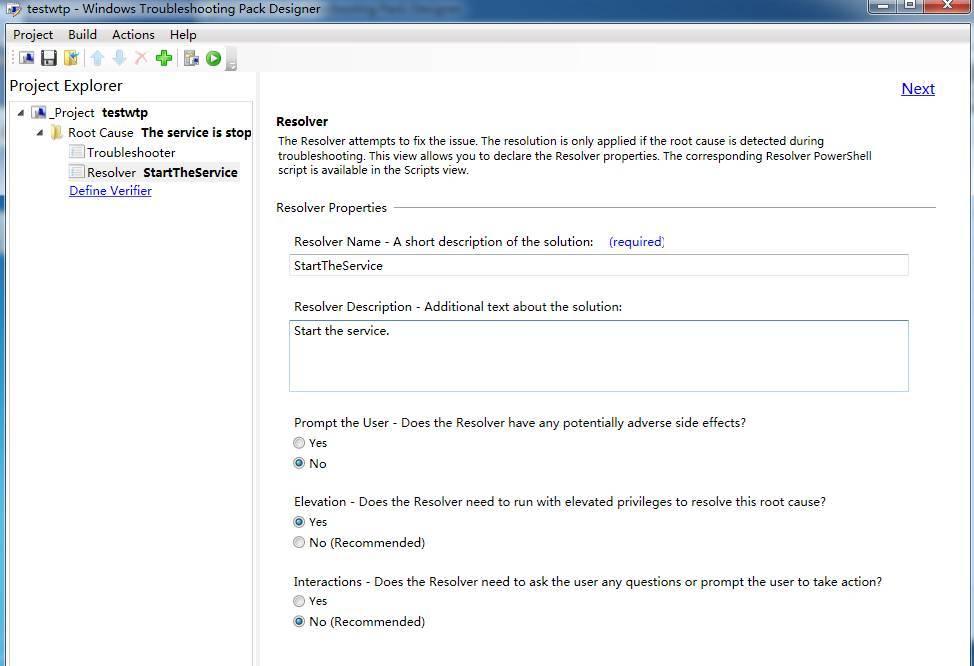 testwtp - Windows Troubleshooting Pack Designer
Project Build Actions Help
Project Explorer
_Project testwtp
Root Cause The service is stop
Troubleshooter
Resolver StartTheService
Define Verifier
Next
Resolver
The Resolver attempts to fix the issue. The resolution is only applied if the root cause is detected during
troubleshooting. This view allows you to declare the Resolver properties. The corresponding Resolver PowerShell
script is available in the Scripts view.
Resolver Properties
Resolver Name - A short description of the solution: (required)
StartTheService
Resolver Description - Additional text about the solution:
Start the service.
Prompt the User - Does the Resolver have any potentially adverse side effects?
Yes
No
Elevation - Does the Resolver need to run with elevated privileges to resolve this root cause?
Yes
No (Recommended)
Interactions - Does the Resolver need to ask the user any questions or prompt the user to take action?
Yes
No (Recommended)